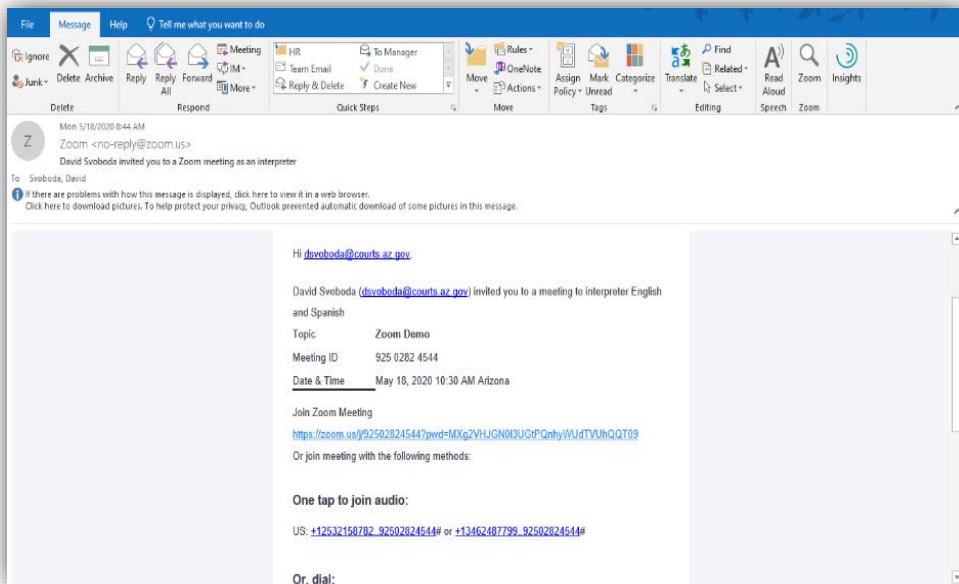 File Message Help Tell me what you want to do
Ignore
Junk
Delete Archive
Reply Reply All Forward
Meeting
IM
More
HR
Team Email
Reply & Delete
To Manager
Done
Create New
Move
Rules
OneNote
Actions
Assign Policy Mark Unread Categorize
Translate
Find
Related
Select
Read Aloud
Zoom
Insights
Delete Respond Quick Steps Move Tags Editing Speech Zoom
Mon 5/18/2020 8:44 AM
Z
Zoom <no-reply@zoom.us>
David Svoboda invited you to a Zoom meeting as an interpreter
To Svoboda, David
If there are problems with how this message is displayed, click here to view it in a web browser.
Click here to download pictures. To help protect your privacy, Outlook prevented automatic download of some pictures in this message.
Hi dsvoboda@courts.az.gov,
David Svoboda (dsvoboda@courts.az.gov) invited you to a meeting to interpreter English
and Spanish
Topic Zoom Demo
Meeting ID 925 0282 4544
Date & Time May 18, 2020 10:30 AM Arizona
Join Zoom Meeting
Or join meeting with the following methods:
One tap to join audio:
US: +12532158782,,92502824544# or +13462487799,,92502824544#
Or, dial: